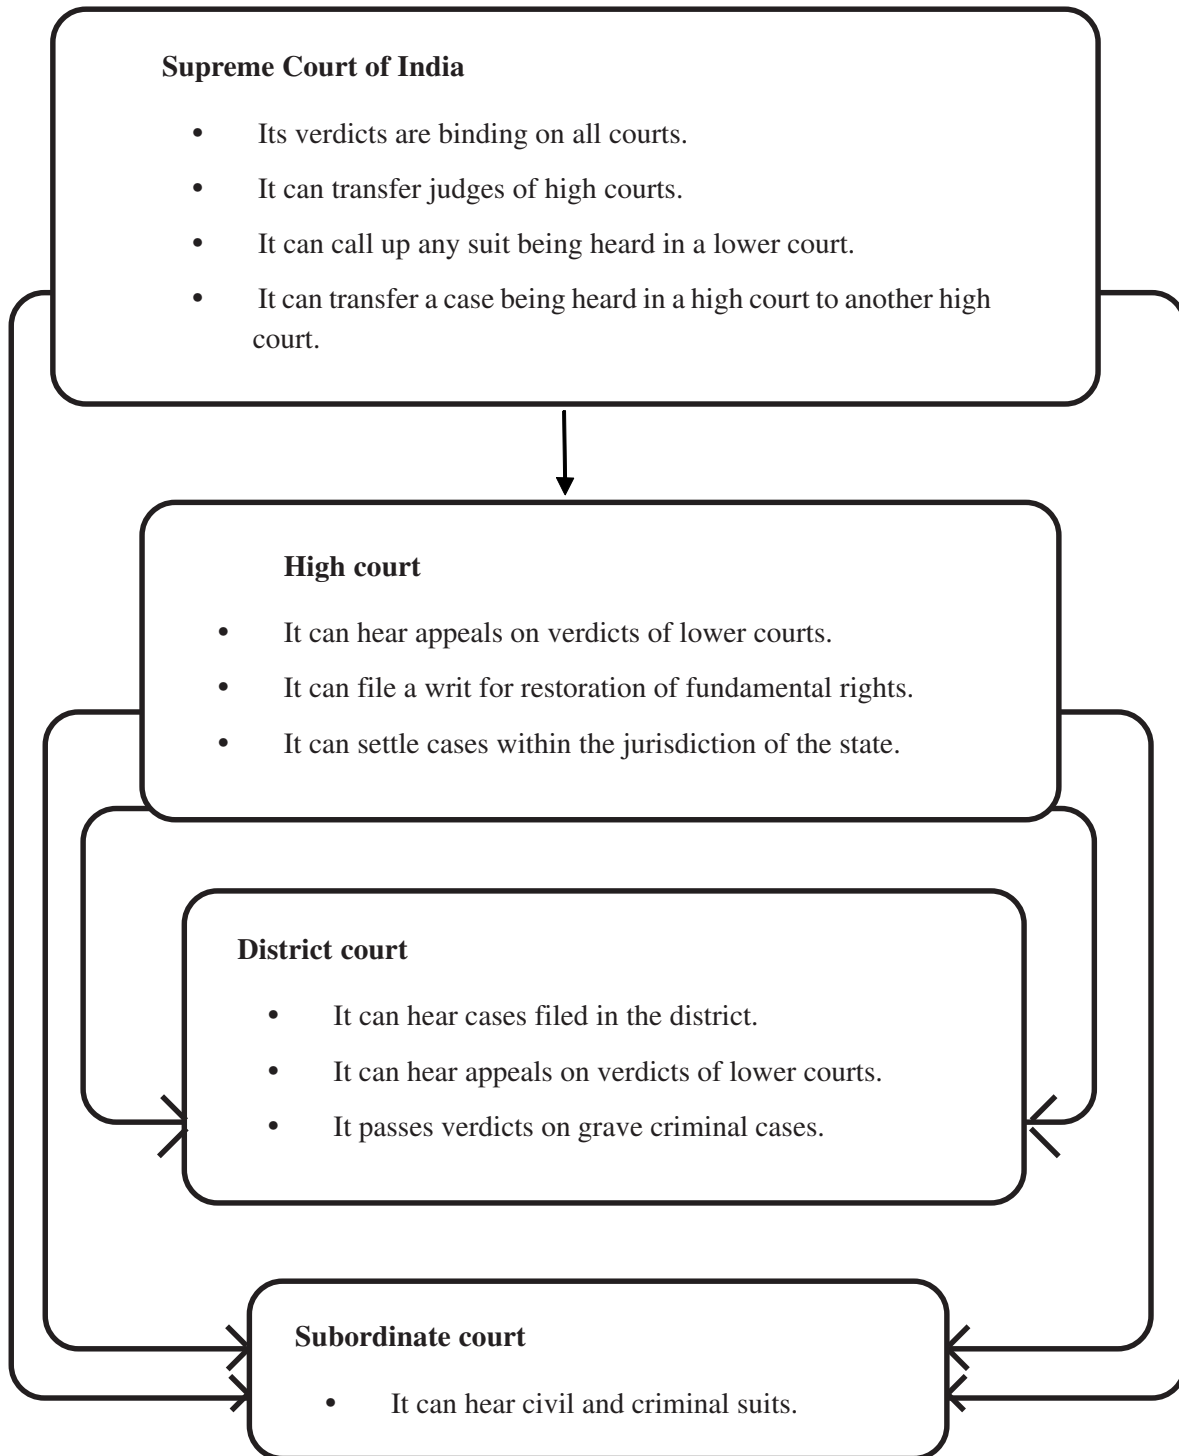 Supreme Court of India
• Its verdicts are binding on all courts.
• It can transfer judges of high courts.
• It can call up any suit being heard in a lower court.
• It can transfer a case being heard in a high court to another high
court.
High court
• It can hear appeals on verdicts of lower courts.
• It can file a writ for restoration of fundamental rights.
• It can settle cases within the jurisdiction of the state.
District court
• It can hear cases filed in the district.
• It can hear appeals on verdicts of lower courts.
• It passes verdicts on grave criminal cases.
Subordinate court
• It can hear civil and criminal suits.